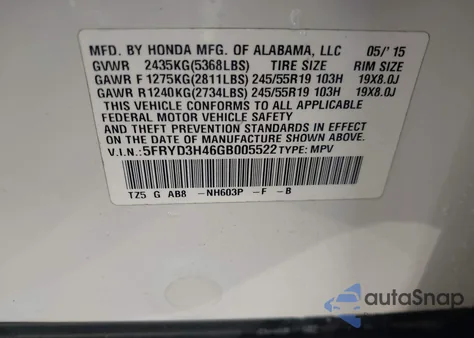 MFD. BY HONDA MFG. OF ALABAMA, LLC 05/'15
GVWR 2435KG(5368LBS) TIRE SIZE RIM SIZE
GAWR F 1275KG(2811LBS) 245/55R19 103H 19X8.0J
GAWR R 1240KG(2734LBS) 245/55R19 103H 19X8.0J
THIS VEHICLE CONFORMS TO ALL APPLICABLE
FEDERAL MOTOR VEHICLE SAFETY
AND THEFT PREVENTION STANDARDS IN EFFECT
ON THE DATE OF MANUFACTURE SHOWN ABOVE.
V.I.N.: 5FRYD3H46GB005522 TYPE: MPV
TZ5 G AB8 -NH603P -F -B
autoSnap